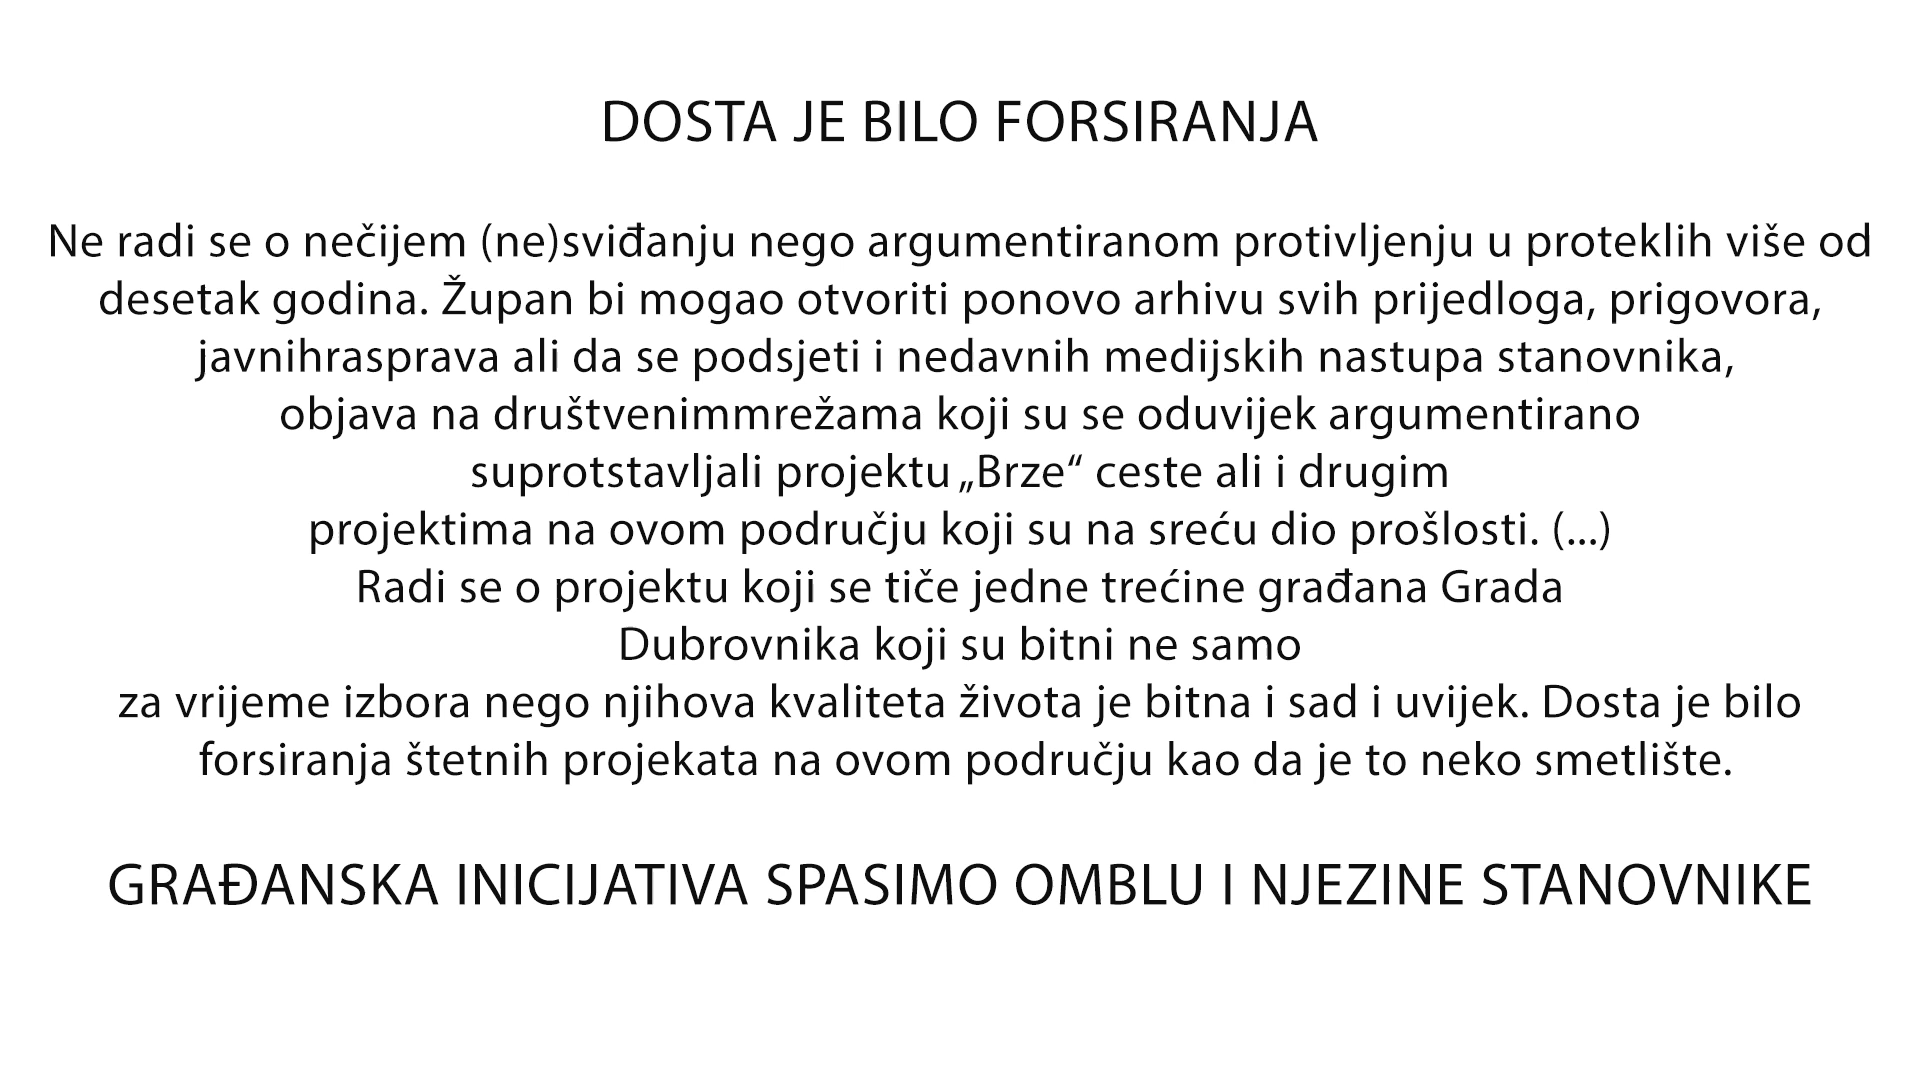 DOSTA JE BILO FORSIRANJA
Ne radi se o nečijem (ne)sviđanju nego argumentiranom protivljenju u proteklih više od
desetak godina. Župan bi mogao otvoriti ponovo arhivu svih prijedloga, prigovora,
javnihrasprava ali da se podsjeti i nedavnih medijskih nastupa stanovnika,
objava na društvenimmrežama koji su se oduvijek argumentirano
suprotstavljali projektu „Brze“ ceste ali i drugim
projektima na ovom području koji su na sreću dio prošlosti. (...)
Radi se o projektu koji se tiče jedne trećine građana Grada
Dubrovnika koji su bitni ne samo
za vrijeme izbora nego njihova kvaliteta života je bitna i sad i uvijek. Dosta je bilo
forsiranja štetnih projekata na ovom području kao da je to neko smetlište.
GRAĐANSKA INICIJATIVA SPASIMO OMBLU I NJEZINE STANOVNIKE